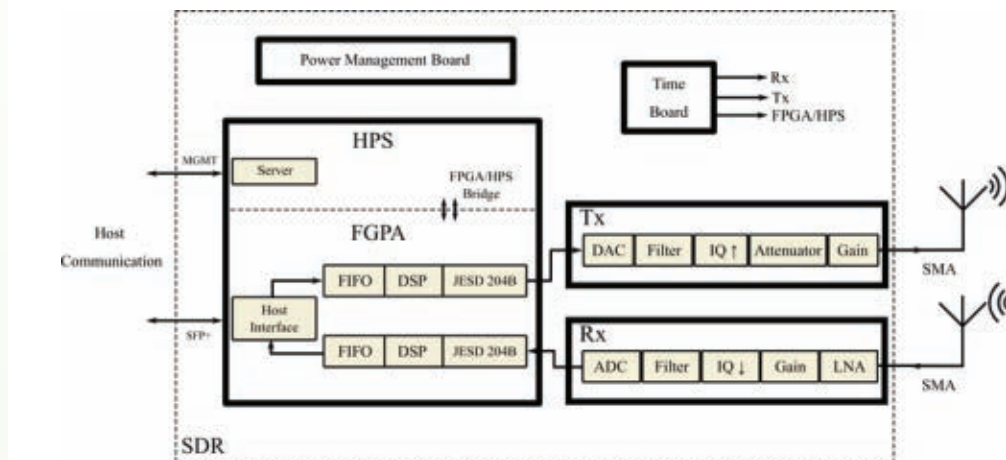 Power Management Board
Time
Board
Rx
Tx
FPGA/HPS
HPS
MGMT
Server
FPGA/HPS
Bridge
Host
Communication
FGPA
FIFO DSP JESD 204B
Host
Interface
SFP+
FIFO DSP JESD 204B
Tx
DAC Filter IQ ↑ Attenuator Gain
SMA
Rx
ADC Filter IQ ↓ Gain LNA
SMA
SDR